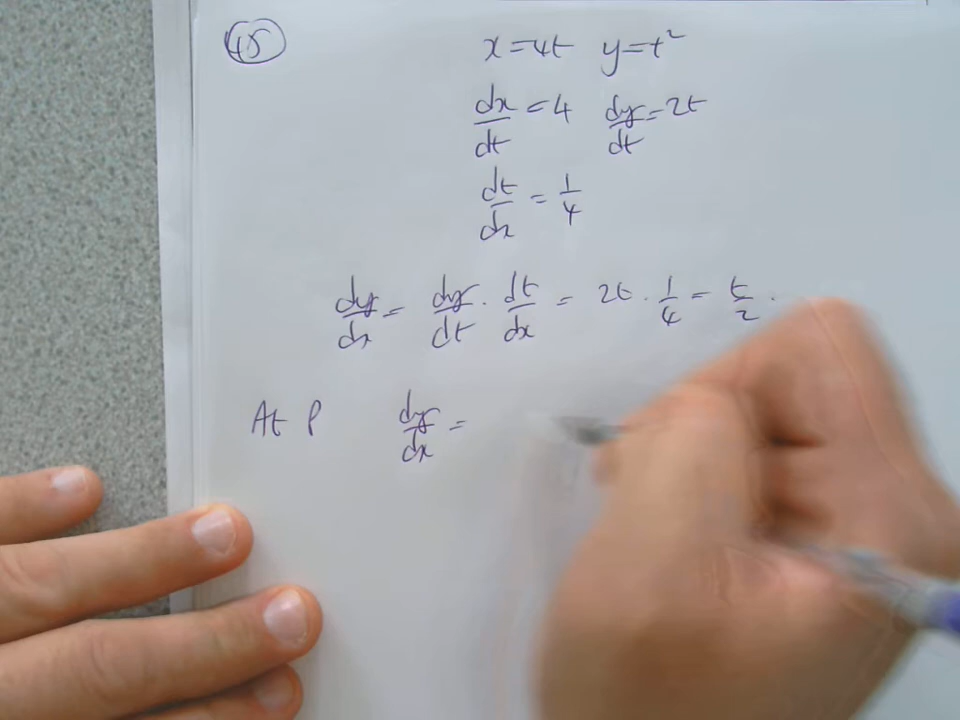 45
x = 4t y = t²
dx/dt = 4 dy/dt = 2t
dt/dx = 1/4
dy/dx = dy/dt · dt/dx = 2t · 1/4 = t/2 .
At P dy/dx =